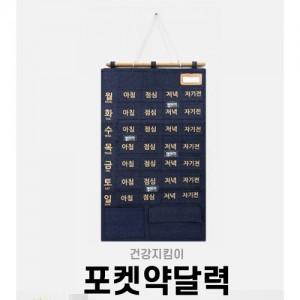 월 아침 점심 저녁 자기전
화 아침 점심 저녁 자기전
수 아침 점심 저녁 자기전
목 아침 점심 저녁 자기전
금 아침 점심 저녁 자기전
토 아침 점심 저녁 자기전
일 아침 점심 저녁 자기전
건강지킴이
포켓약달력